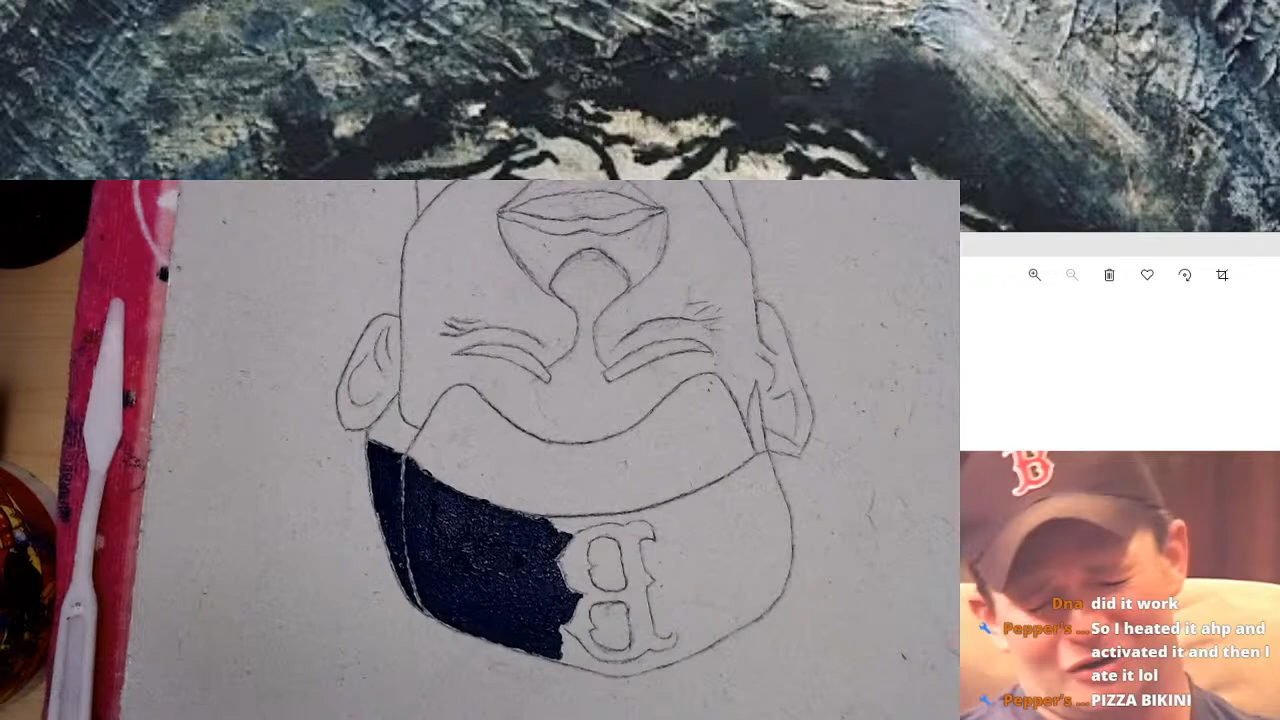 B
B
Dna did it work
Pepper's ... So I heated it ahp and
activated it and then I
ate it lol
Pepper's ... PIZZA BIKINI